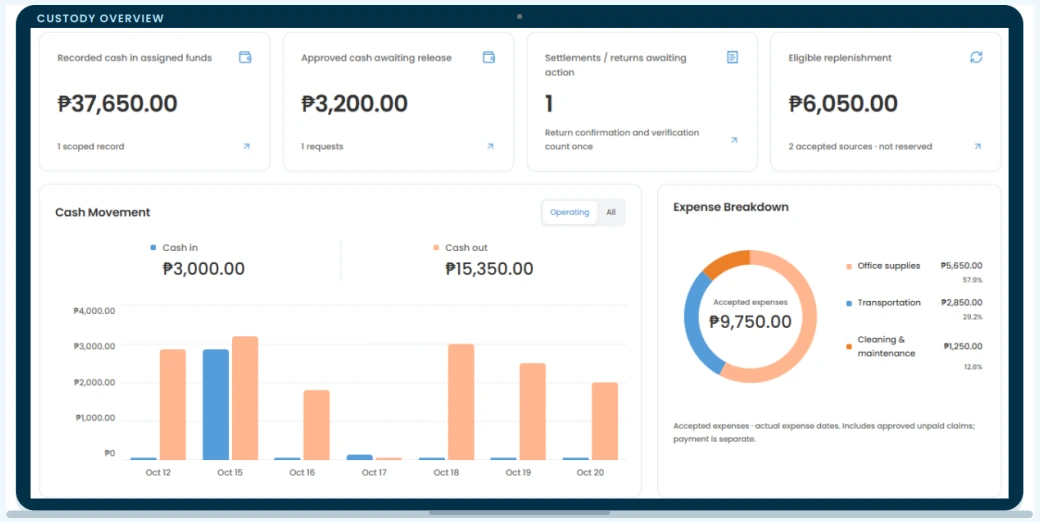 CUSTODY OVERVIEW
Recorded cash in assigned funds
₱37,650.00
1 scoped record
Approved cash awaiting release
₱3,200.00
1 requests
Settlements / returns awaiting
action
1
Return confirmation and verification
count once
Eligible replenishment
₱6,050.00
2 accepted sources · not reserved
Cash Movement
Operating
All
Cash in
₱3,000.00
Cash out
₱15,350.00
₱4,000.00
₱3,000.00
₱2,000.00
₱1,000.00
₱0
Oct 12
Oct 15
Oct 16
Oct 17
Oct 18
Oct 19
Oct 20
Expense Breakdown
Accepted expenses
₱9,750.00
Office supplies
₱5,650.00
57.9%
Transportation
₱2,850.00
29.2%
Cleaning &
maintenance
₱1,250.00
12.8%
Accepted expenses · actual expense dates. Includes approved unpaid claims;
payment is separate.